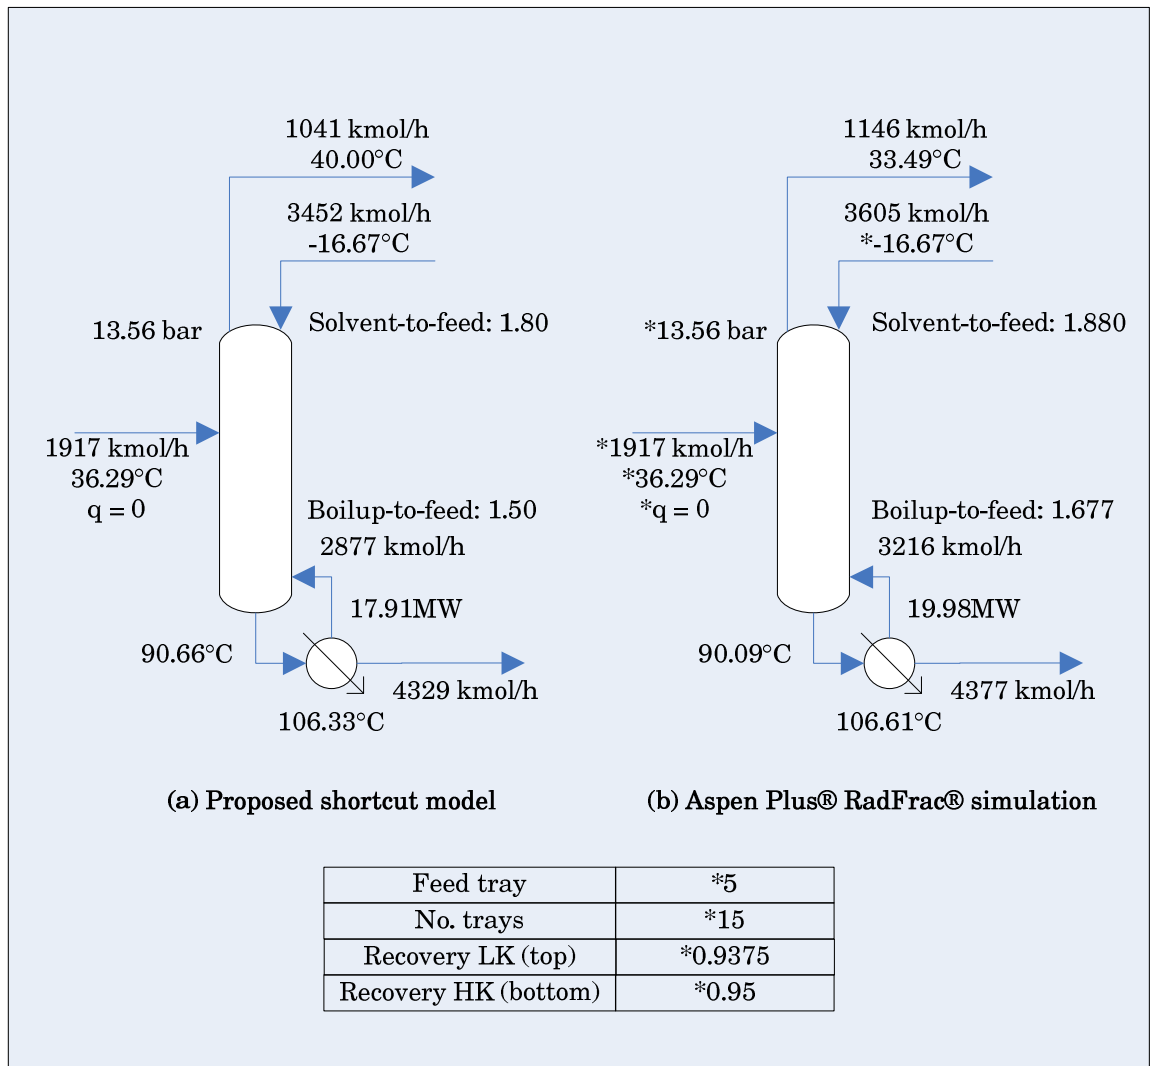 1041 kmol/h
40.00°C
3452 kmol/h
-16.67°C
13.56 bar
Solvent-to-feed: 1.80
1917 kmol/h
36.29°C
q = 0
Boilup-to-feed: 1.50
2877 kmol/h
17.91MW
90.66°C
4329 kmol/h
106.33°C
(a) Proposed shortcut model
1146 kmol/h
33.49°C
3605 kmol/h
*-16.67°C
*13.56 bar
Solvent-to-feed: 1.880
*1917 kmol/h
*36.29°C
*q = 0
Boilup-to-feed: 1.677
3216 kmol/h
19.98MW
90.09°C
4377 kmol/h
106.61°C
(b) Aspen Plus® RadFrac® simulation
Feed tray *5
No. trays *15
Recovery LK (top) *0.9375
Recovery HK (bottom) *0.95